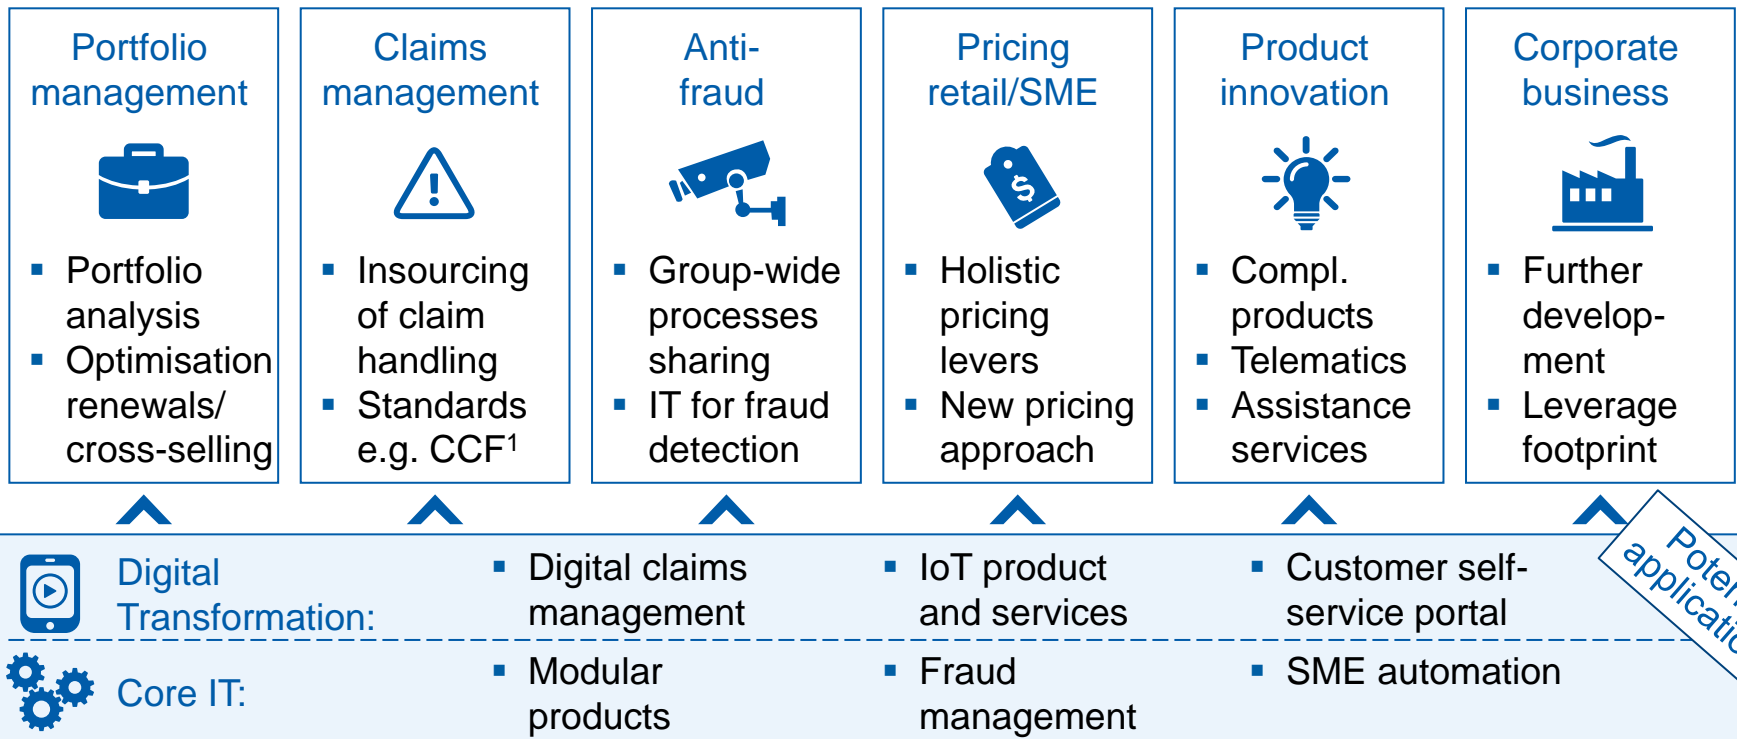 Portfolio
management
▪ Portfolio
analysis
▪ Optimisation
renewals/
cross-selling
Claims
management
!
▪ Insourcing
of claim
handling
▪ Standards
e.g. CCF¹
Anti-
fraud
▪ Group-wide
processes
sharing
▪ IT for fraud
detection
Pricing
retail/SME
$
▪ Holistic
pricing
levers
▪ New pricing
approach
Product
innovation
▪ Compl.
products
▪ Telematics
▪ Assistance
services
Corporate
business
▪ Further
develop-
ment
▪ Leverage
footprint
Digital
Transformation:
▪ Digital claims
management
▪ IoT product
and services
▪ Customer self-
service portal
Core IT:
▪ Modular
products
▪ Fraud
management
▪ SME automation